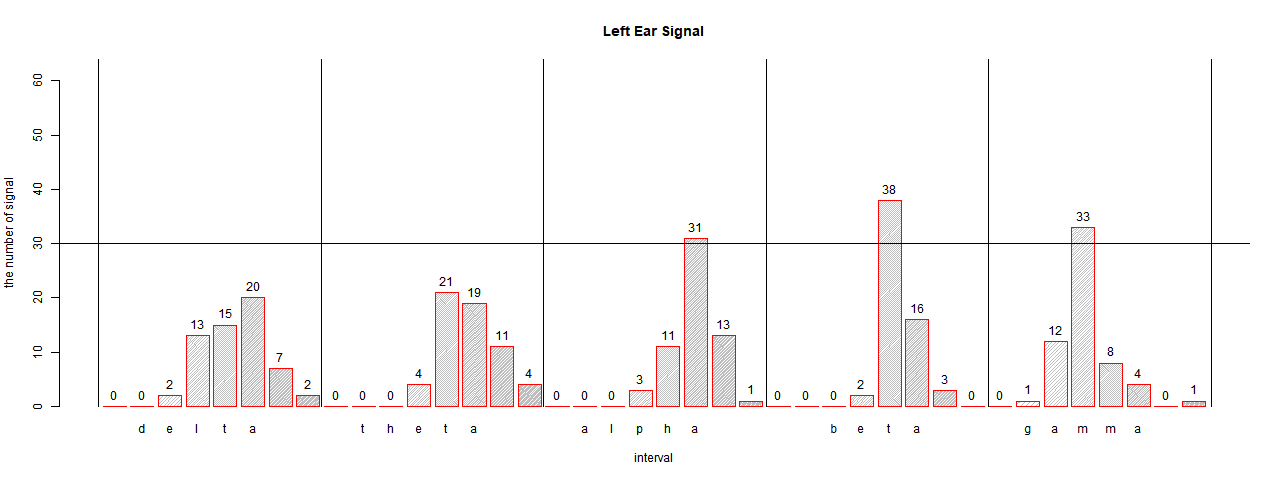 Left Ear Signal
the number of signal
60
50
40
30
20
10
0
0 0 2 13 15 20 7 2
0 0 0 4 21 19 11 4
0 0 0 3 11 31 13 1
0 0 0 2 38 16 3 0
0 1 12 33 8 4 0 1
d e l t a t h e t a a l p h a b e t a g a m m a
interval